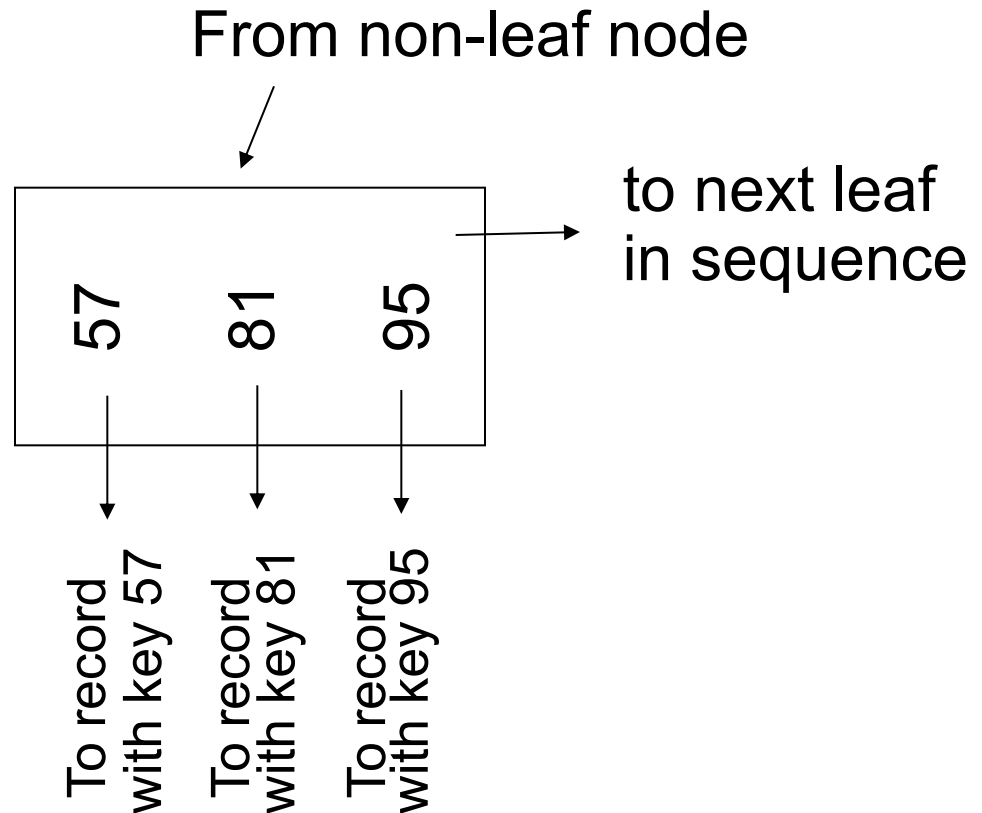 From non-leaf node
to next leaf
in sequence
57
81
95
To record
with key 57
To record
with key 81
To record
with key 95